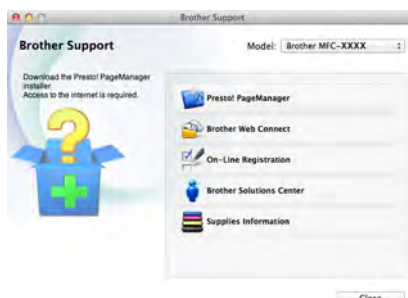 Brother Support
Brother Support
Model: Brother MFC-XXXX
Download the Presto! PageManager
installer.
Access to the internet is required.
Presto! PageManager
Brother Web Connect
On-Line Registration
Brother Solutions Center
Supplies Information
Close